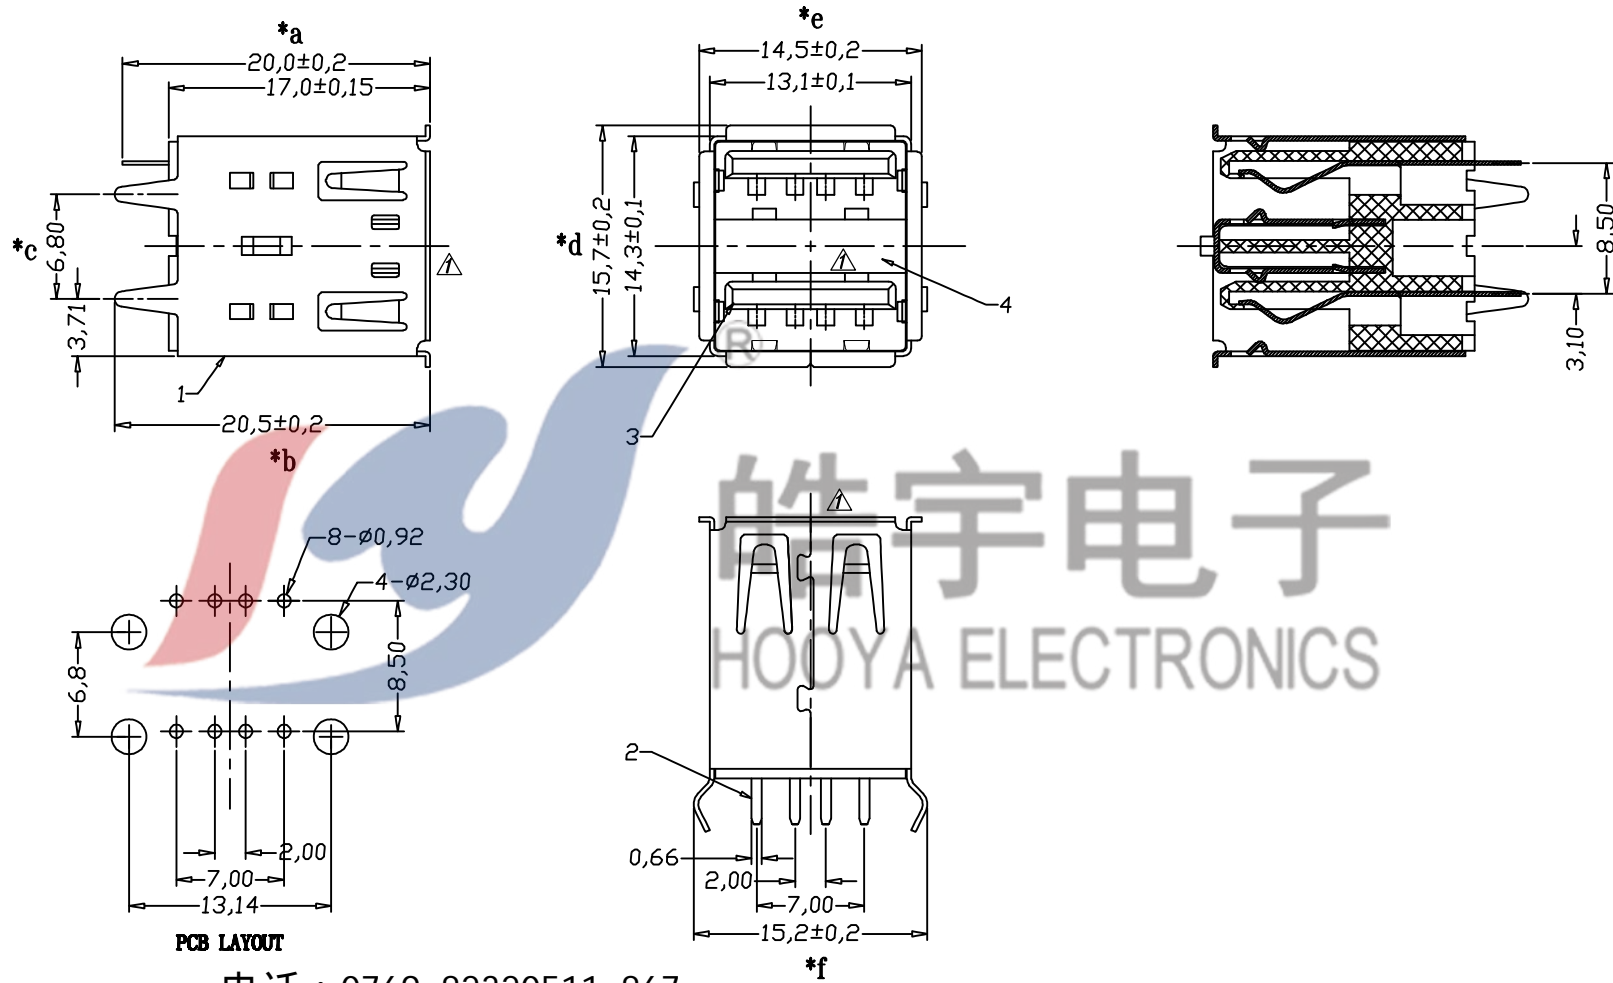 *a
20,0±0,2
17,0±0,15
*c
6,80
3,71
1
1
20,5±0,2
*b
*e
14,5±0,2
13,1±0,1
*d
15,7±0,2
14,3±0,1
1
4
3
8,50
3,10
®
皓宇电子
HOOYA ELECTRONICS
8-ø0,92
4-ø2,30
6,8
8,50
2,00
7,00
13,14
PCB LAYOUT
1
2
0,66
2,00
7,00
15,2±0,2
*f